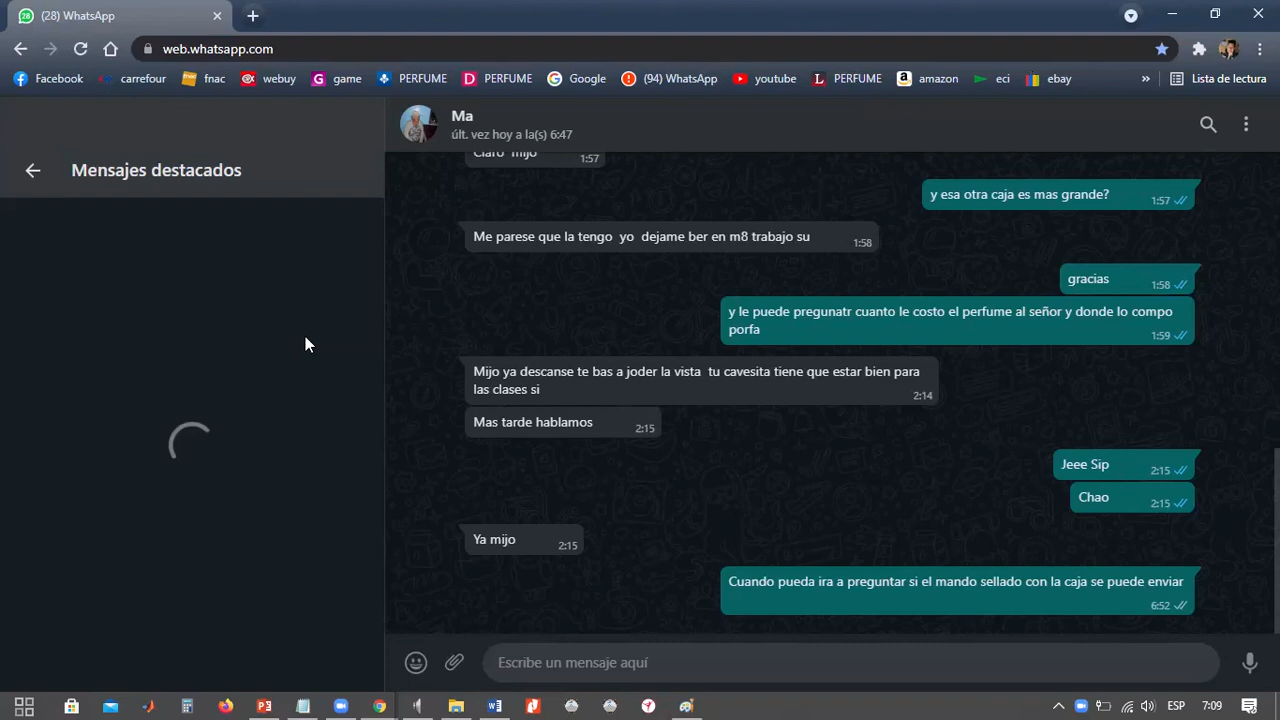 (28) WhatsApp
web.whatsapp.com
Facebook
carrefour
fnac
webuy
game
PERFUME
PERFUME
Google
(94) WhatsApp
youtube
PERFUME
amazon
eci
ebay
»
Lista de lectura
Mensajes destacados
Ma
últ. vez hoy a la(s) 6:47
Claro mijo 1:57
y esa otra caja es mas grande? 1:57
Me parese que la tengo yo dejame ber en m8 trabajo su 1:58
gracias 1:58
y le puede pregunatr cuanto le costo el perfume al señor y donde lo compo
porfa 1:59
Mijo ya descanse te bas a joder la vista tu cavesita tiene que estar bien para
las clases si 2:14
Mas tarde hablamos 2:15
Jeee Sip 2:15
Chao 2:15
Ya mijo 2:15
Cuando pueda ira a preguntar si el mando sellado con la caja se puede enviar
6:52
Escribe un mensaje aquí
ESP 7:09